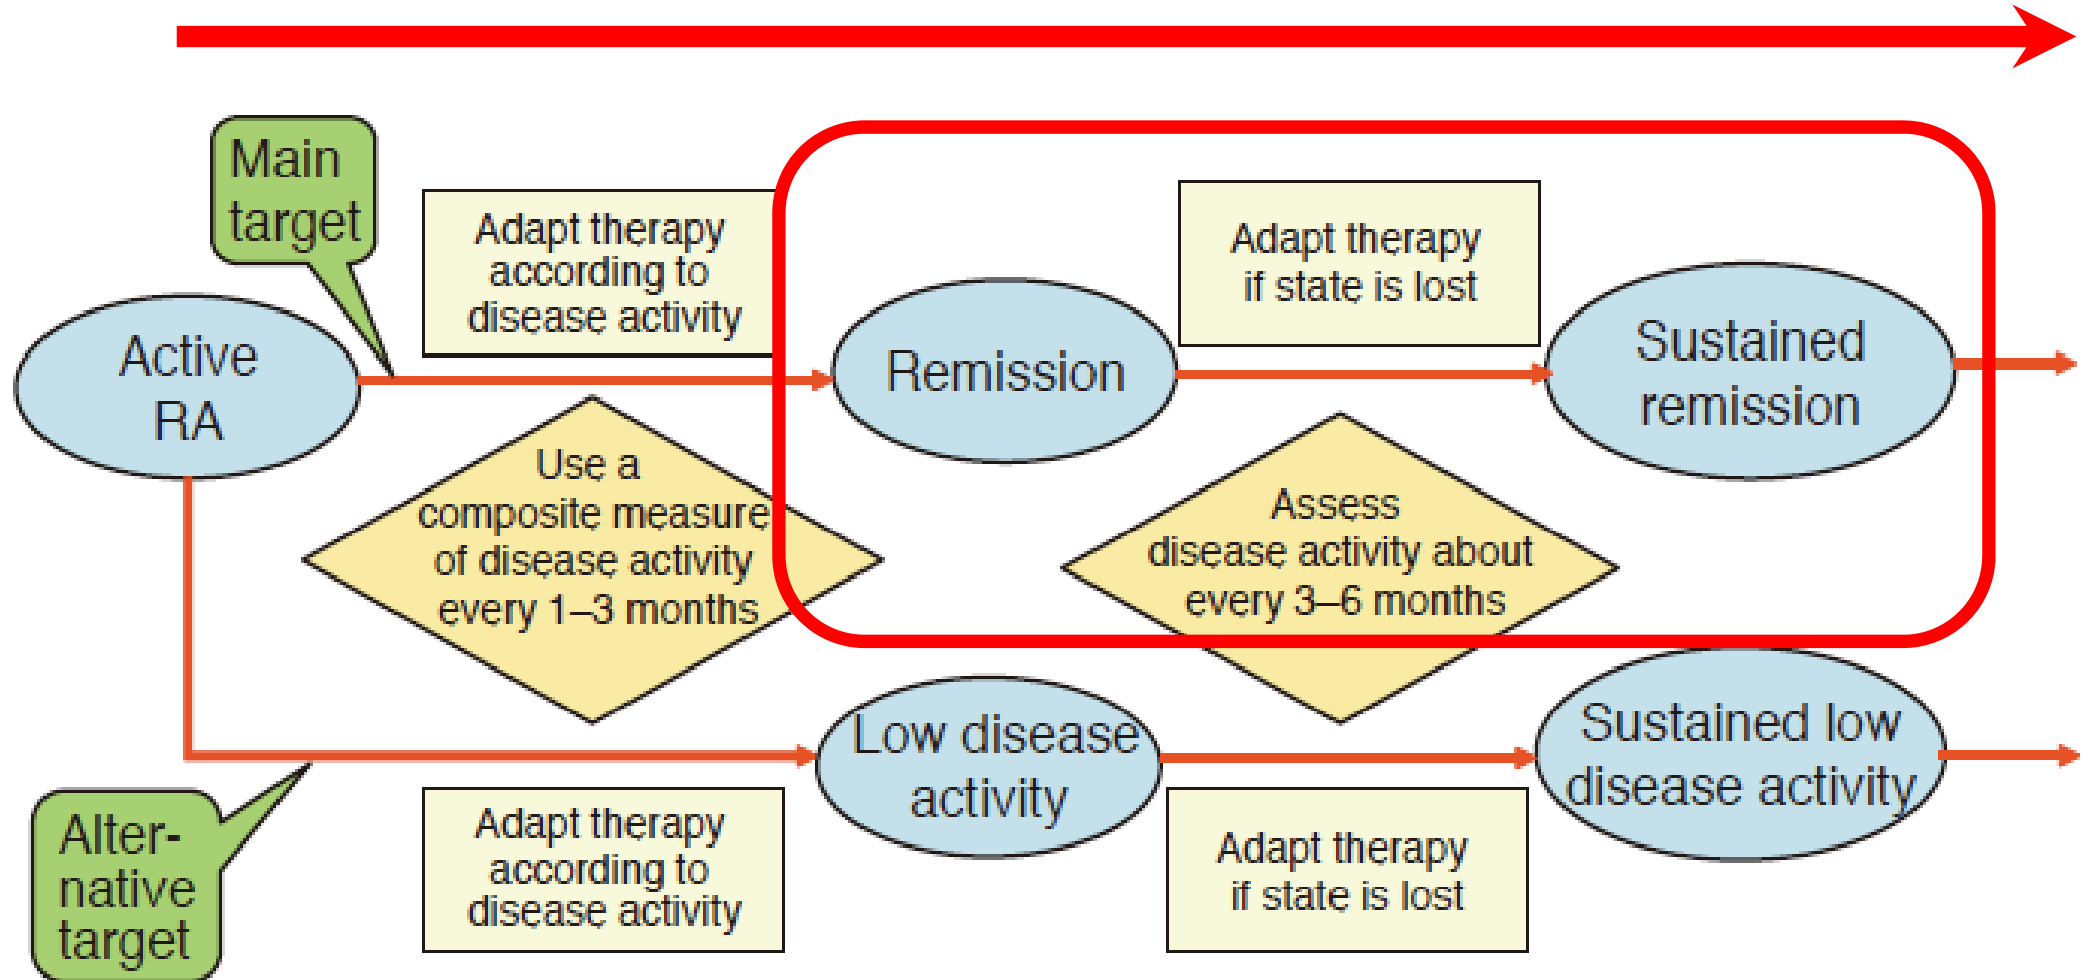 Main
target
Adapt therapy
according to
disease activity
Adapt therapy
if state is lost
Active
RA
Remission
Sustained
remission
Use a
composite measure
of disease activity
every 1–3 months
Assess
disease activity about
every 3–6 months
Low disease
activity
Sustained low
disease activity
Alter-
native
target
Adapt therapy
according to
disease activity
Adapt therapy
if state is lost